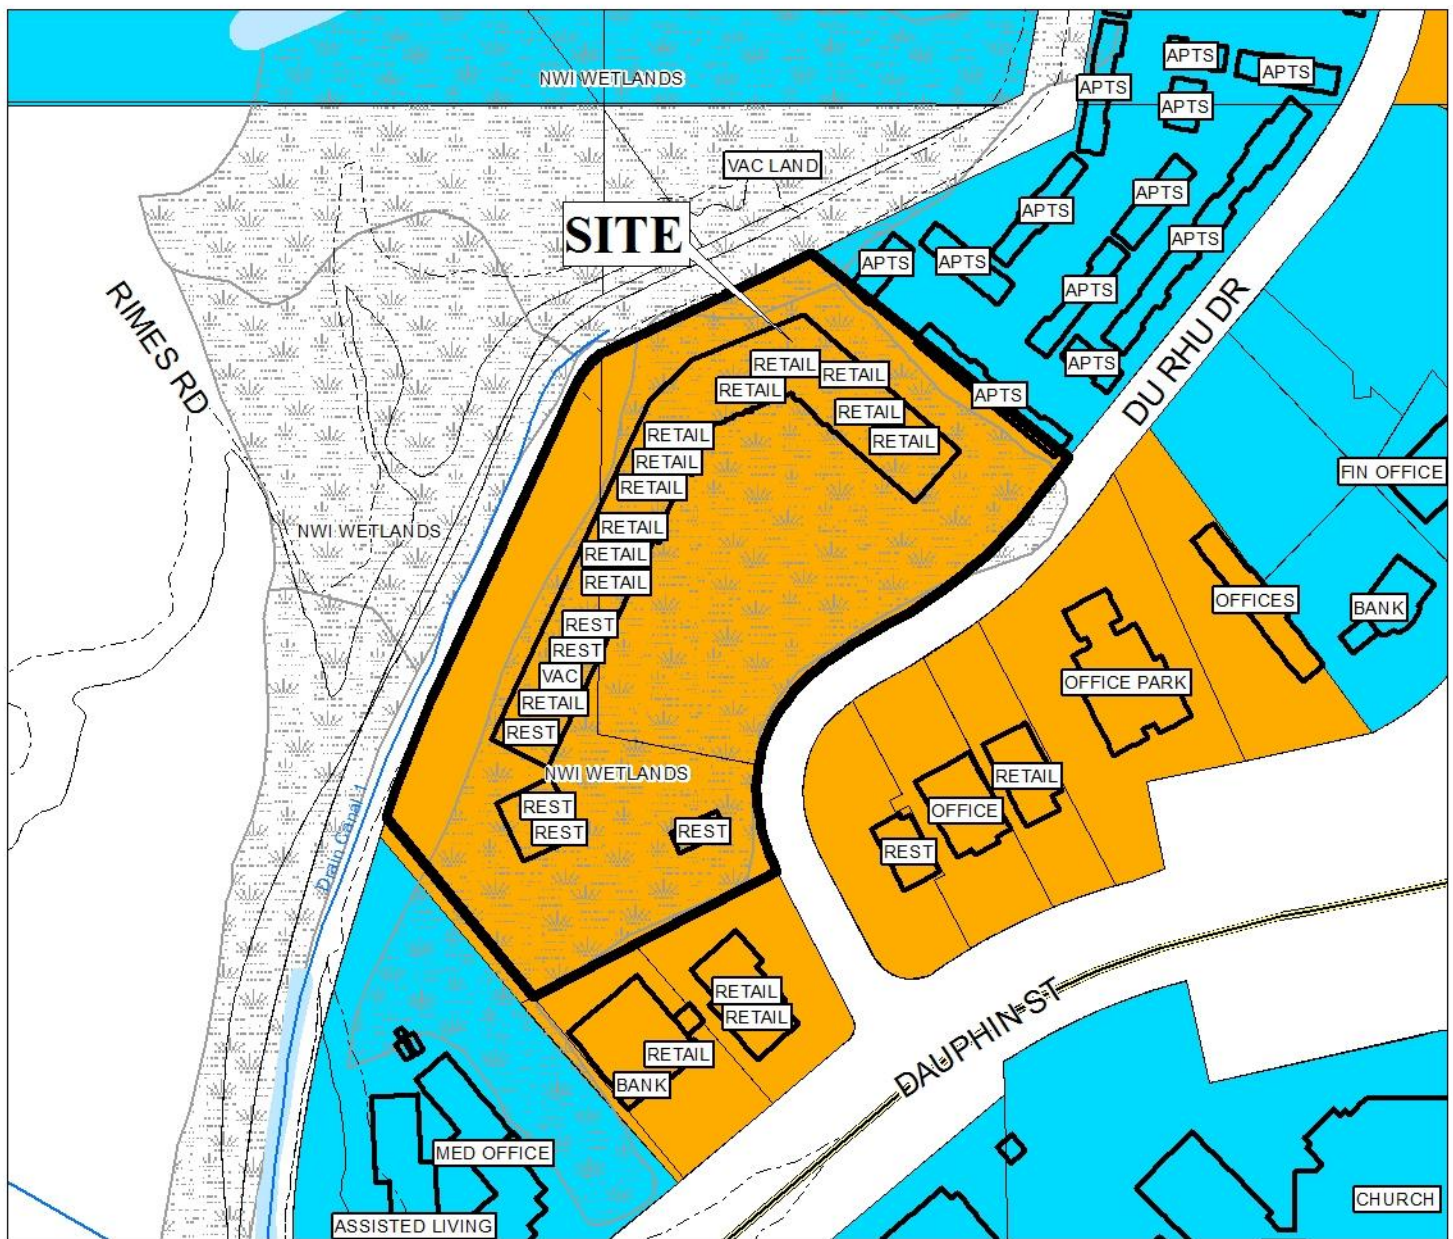 NWI WETLANDS
APTS
APTS
APTS
APTS
VAC LAND
APTS
APTS
SITE
APTS
APTS
APTS
APTS
RIMES RD
DU RHU DR
RETAIL
RETAIL
RETAIL
APTS
APTS
RETAIL
RETAIL
RETAIL
RETAIL
RETAIL
FIN OFFICE
NWI WETLANDS
RETAIL
RETAIL
RETAIL
OFFICES
BANK
REST
REST
VAC
OFFICE PARK
RETAIL
REST
NWI WETLANDS
RETAIL
REST
REST
REST
OFFICE
REST
Drain Canal 1
RETAIL
RETAIL
RETAIL
BANK
DAUPHIN ST
MED OFFICE
ASSISTED LIVING
CHURCH